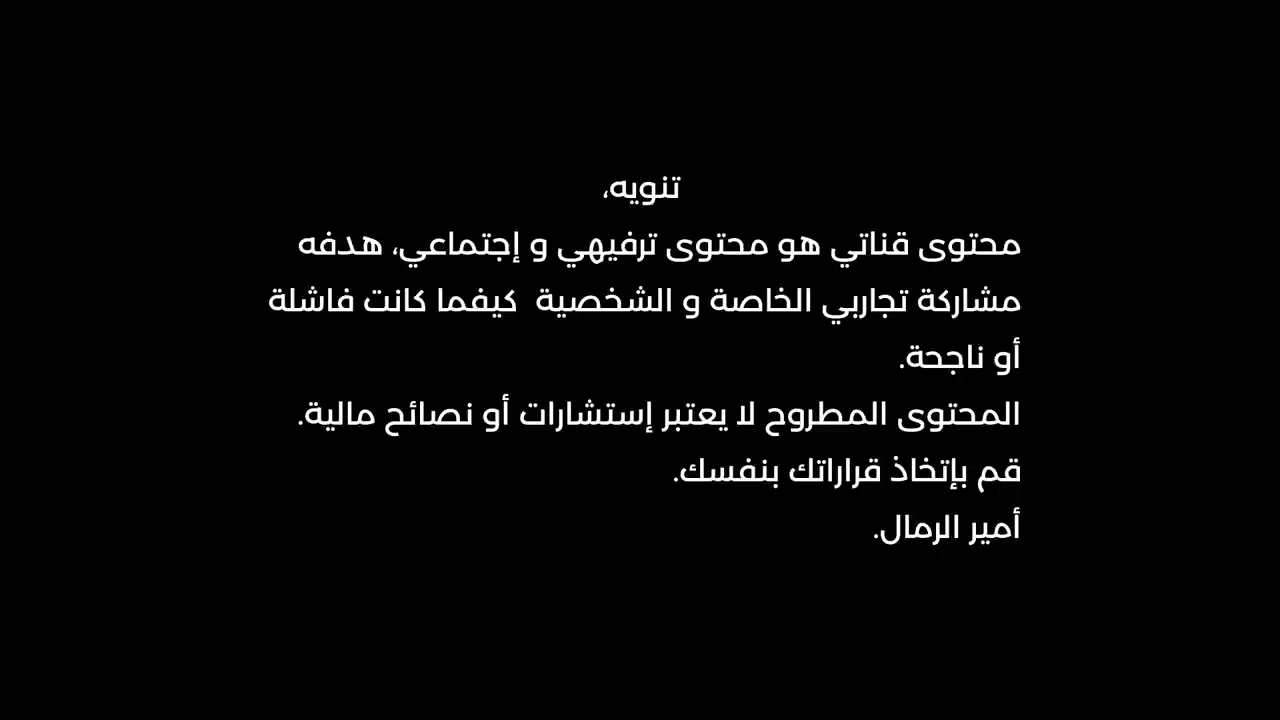 تنويه،
محتوى قناتي هو محتوى ترفيهي و إجتماعي، هدفه
مشاركة تجاربي الخاصة و الشخصية  كيفما كانت فاشلة
أو ناجحة.
المحتوى المطروح لا يعتبر إستشارات أو نصائح مالية.
قم بإتخاذ قراراتك بنفسك.
أمير الرمال.